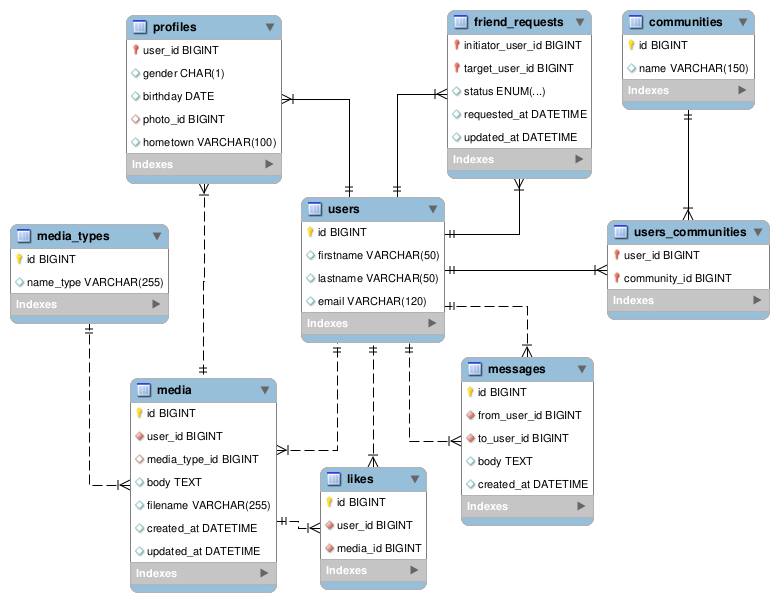 profiles
user_id BIGINT
gender CHAR(1)
birthday DATE
photo_id BIGINT
hometown VARCHAR(100)
Indexes
friend_requests
initiator_user_id BIGINT
target_user_id BIGINT
status ENUM(...)
requested_at DATETIME
updated_at DATETIME
Indexes
communities
id BIGINT
name VARCHAR(150)
Indexes
media_types
id BIGINT
name_type VARCHAR(255)
Indexes
users
id BIGINT
firstname VARCHAR(50)
lastname VARCHAR(50)
email VARCHAR(120)
Indexes
users_communities
user_id BIGINT
community_id BIGINT
Indexes
media
id BIGINT
user_id BIGINT
media_type_id BIGINT
body TEXT
filename VARCHAR(255)
created_at DATETIME
updated_at DATETIME
Indexes
likes
id BIGINT
user_id BIGINT
media_id BIGINT
Indexes
messages
id BIGINT
from_user_id BIGINT
to_user_id BIGINT
body TEXT
created_at DATETIME
Indexes